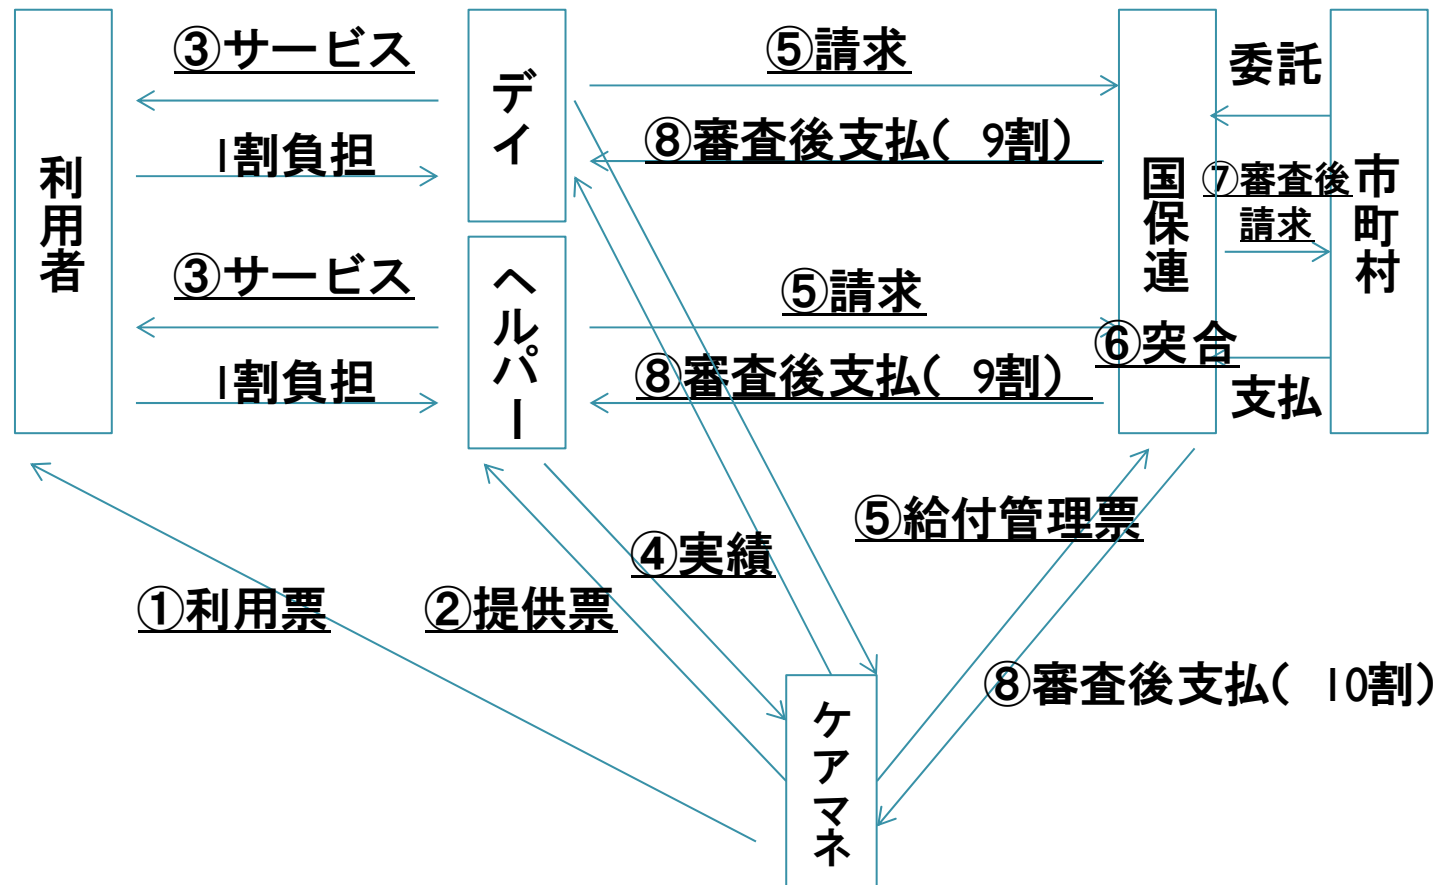 利用者
③サービス
1割負担
③サービス
1割負担
デイ
ヘルパー
⑤請求
⑧審査後支払( 9割)
⑤請求
⑧審査後支払( 9割)
国保連
⑥突合
委託
⑦審査後
請求
支払
市町村
①利用票
②提供票
④実績
⑤給付管理票
⑧審査後支払( 10割)
ケアマネ